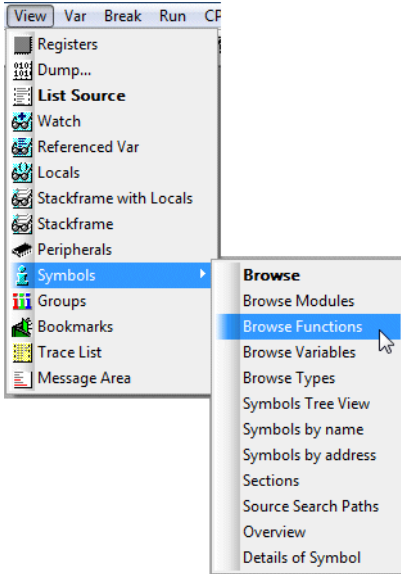 View Var Break Run CP
Registers
Dump...
List Source
Watch
Referenced Var
Locals
Stackframe with Locals
Stackframe
Peripherals
Symbols
Groups
Bookmarks
Trace List
Message Area
Browse
Browse Modules
Browse Functions
Browse Variables
Browse Types
Symbols Tree View
Symbols by name
Symbols by address
Sections
Source Search Paths
Overview
Details of Symbol